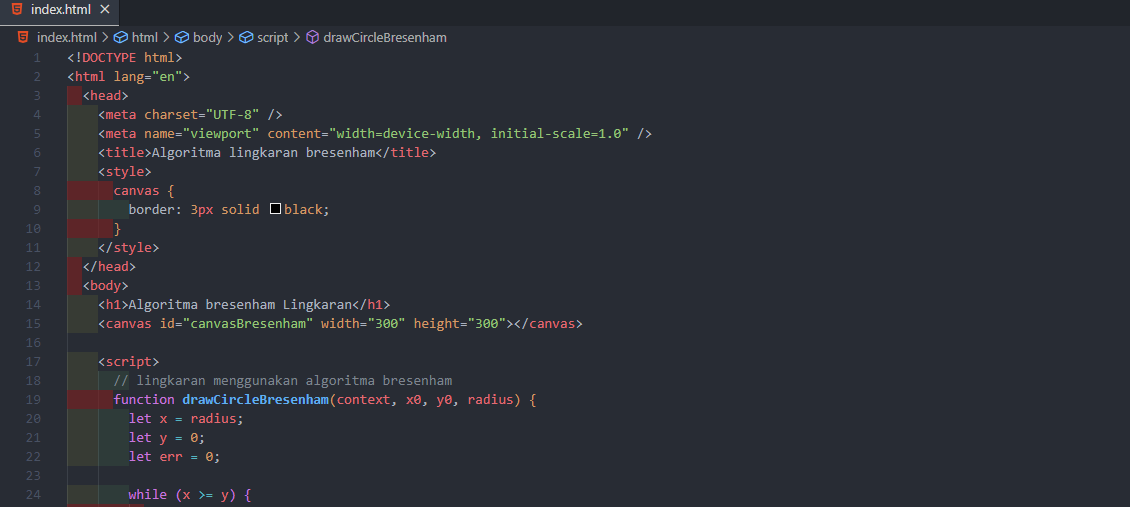 index.html
index.html > html > body > script > drawCircleBresenham
1 <!DOCTYPE html>
2 <html lang="en">
3 <head>
4 <meta charset="UTF-8" />
5 <meta name="viewport" content="width=device-width, initial-scale=1.0" />
6 <title>Algoritma lingkaran bresenham</title>
7 <style>
8 canvas {
9 border: 3px solid black;
10 }
11 </style>
12 </head>
13 <body>
14 <h1>Algoritma bresenham Lingkaran</h1>
15 <canvas id="canvasBresenham" width="300" height="300"></canvas>
16
17 <script>
18 // lingkaran menggunakan algoritma bresenham
19 function drawCircleBresenham(context, x0, y0, radius) {
20 let x = radius;
21 let y = 0;
22 let err = 0;
23
24 while (x >= y) {